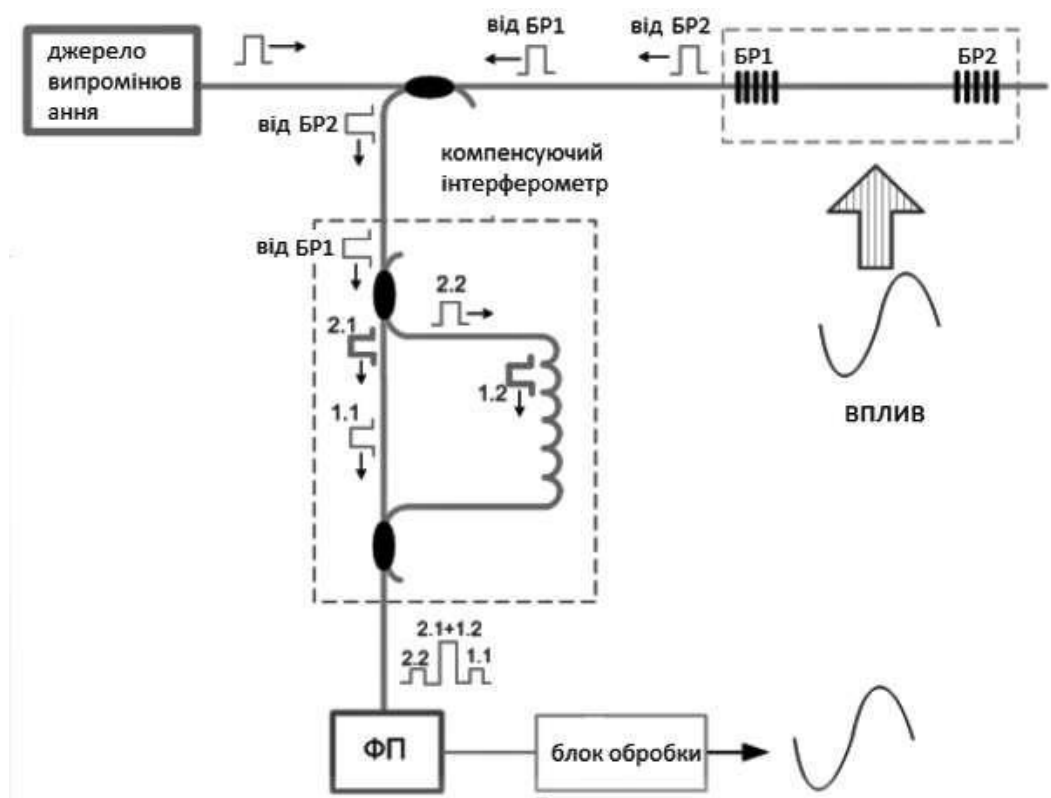 джерело
випромінюв
ання
від БР1
від БР2
БР1
БР2
від БР2
компенсуючий
інтерферометр
від БР1
2.2
2.1
1.2
1.1
ВПЛИВ
2.1+1.2
2.2
1.1
ФП
блок обробки